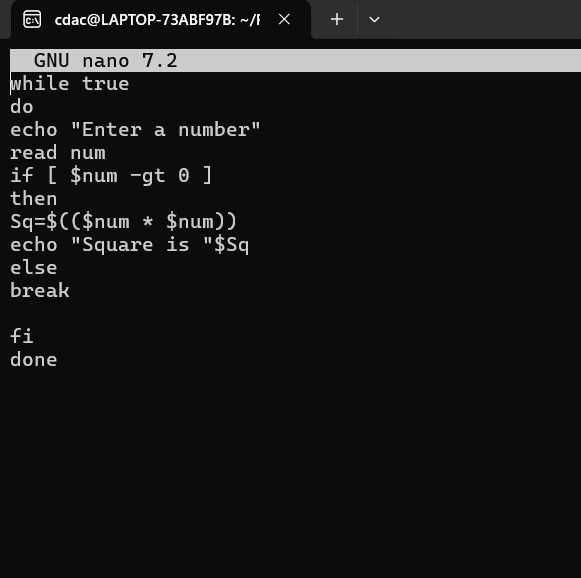 cdac@LAPTOP-73ABF97B: ~/
GNU nano 7.2
while true
do
echo "Enter a number"
read num
if [ $num -gt 0 ]
then
Sq=$(($num * $num))
echo "Square is "$Sq
else
break
fi
done